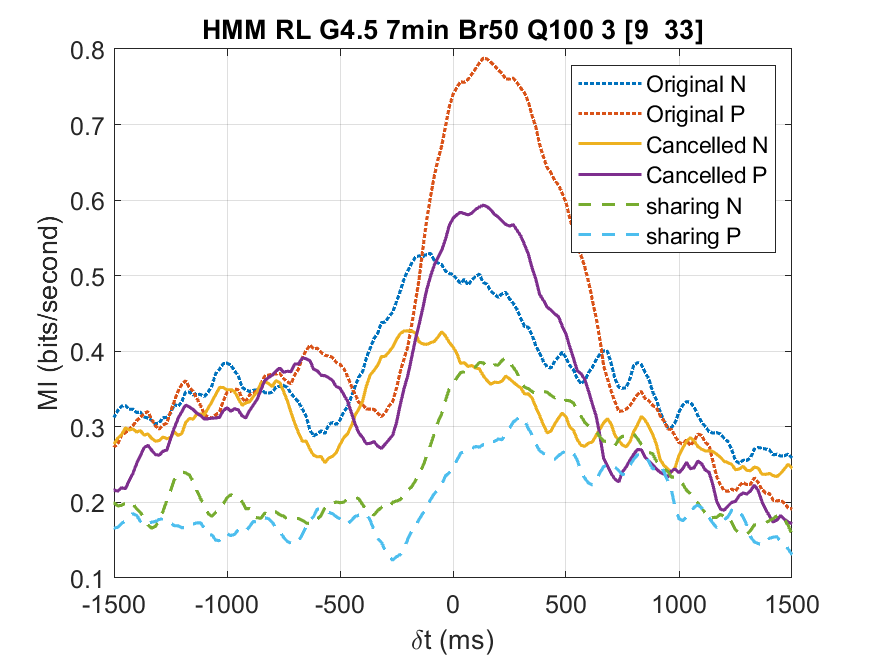 HMM RL G4.5 7min Br50 Q100 3 [9  33]
0.8
0.7
0.6
0.5
0.4
0.3
0.2
0.1
MI (bits/second)
Original N
Original P
Cancelled N
Cancelled P
sharing N
sharing P
-1500 -1000 -500 0 500 1000 1500
δt (ms)